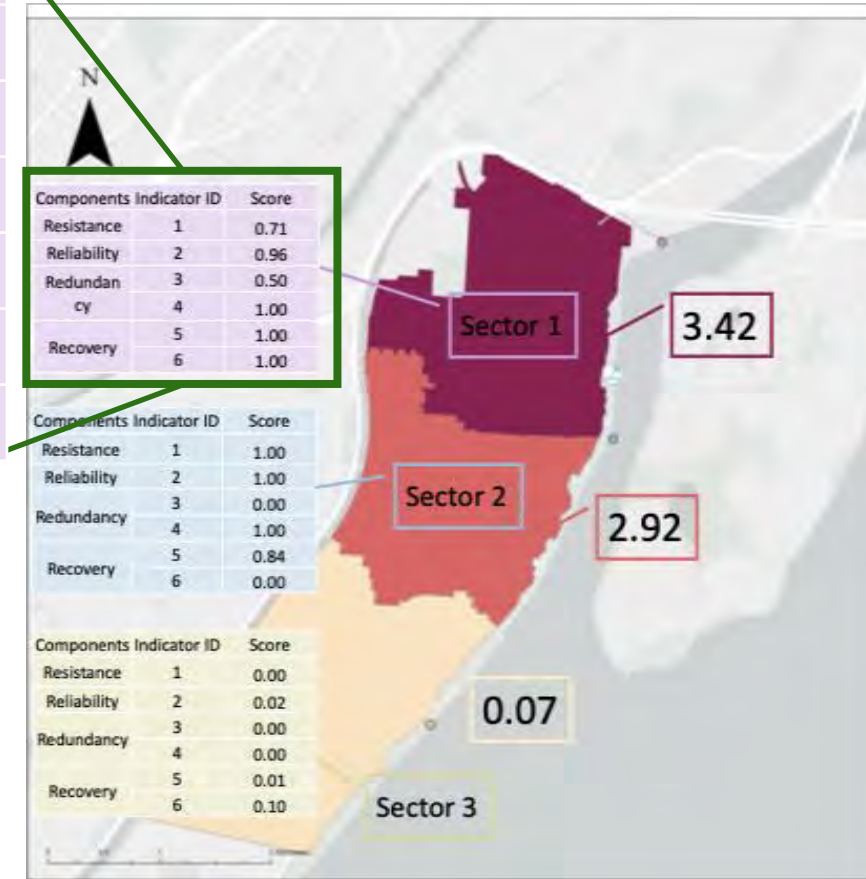 N
Components Indicator ID Score
Resistance 1 0.71
Reliability 2 0.96
Redundan
cy
3 0.50
4 1.00
Recovery
5 1.00
6 1.00
Sector 1
3.42
Components Indicator ID Score
Resistance 1 1.00
Reliability 2 1.00
Redundancy
3 0.00
4 1.00
Recovery
5 0.84
6 0.00
Sector 2
2.92
Components Indicator ID Score
Resistance 1 0.00
Reliability 2 0.02
Redundancy
3 0.00
4 0.00
Recovery
5 0.01
6 0.10
0.07
Sector 3